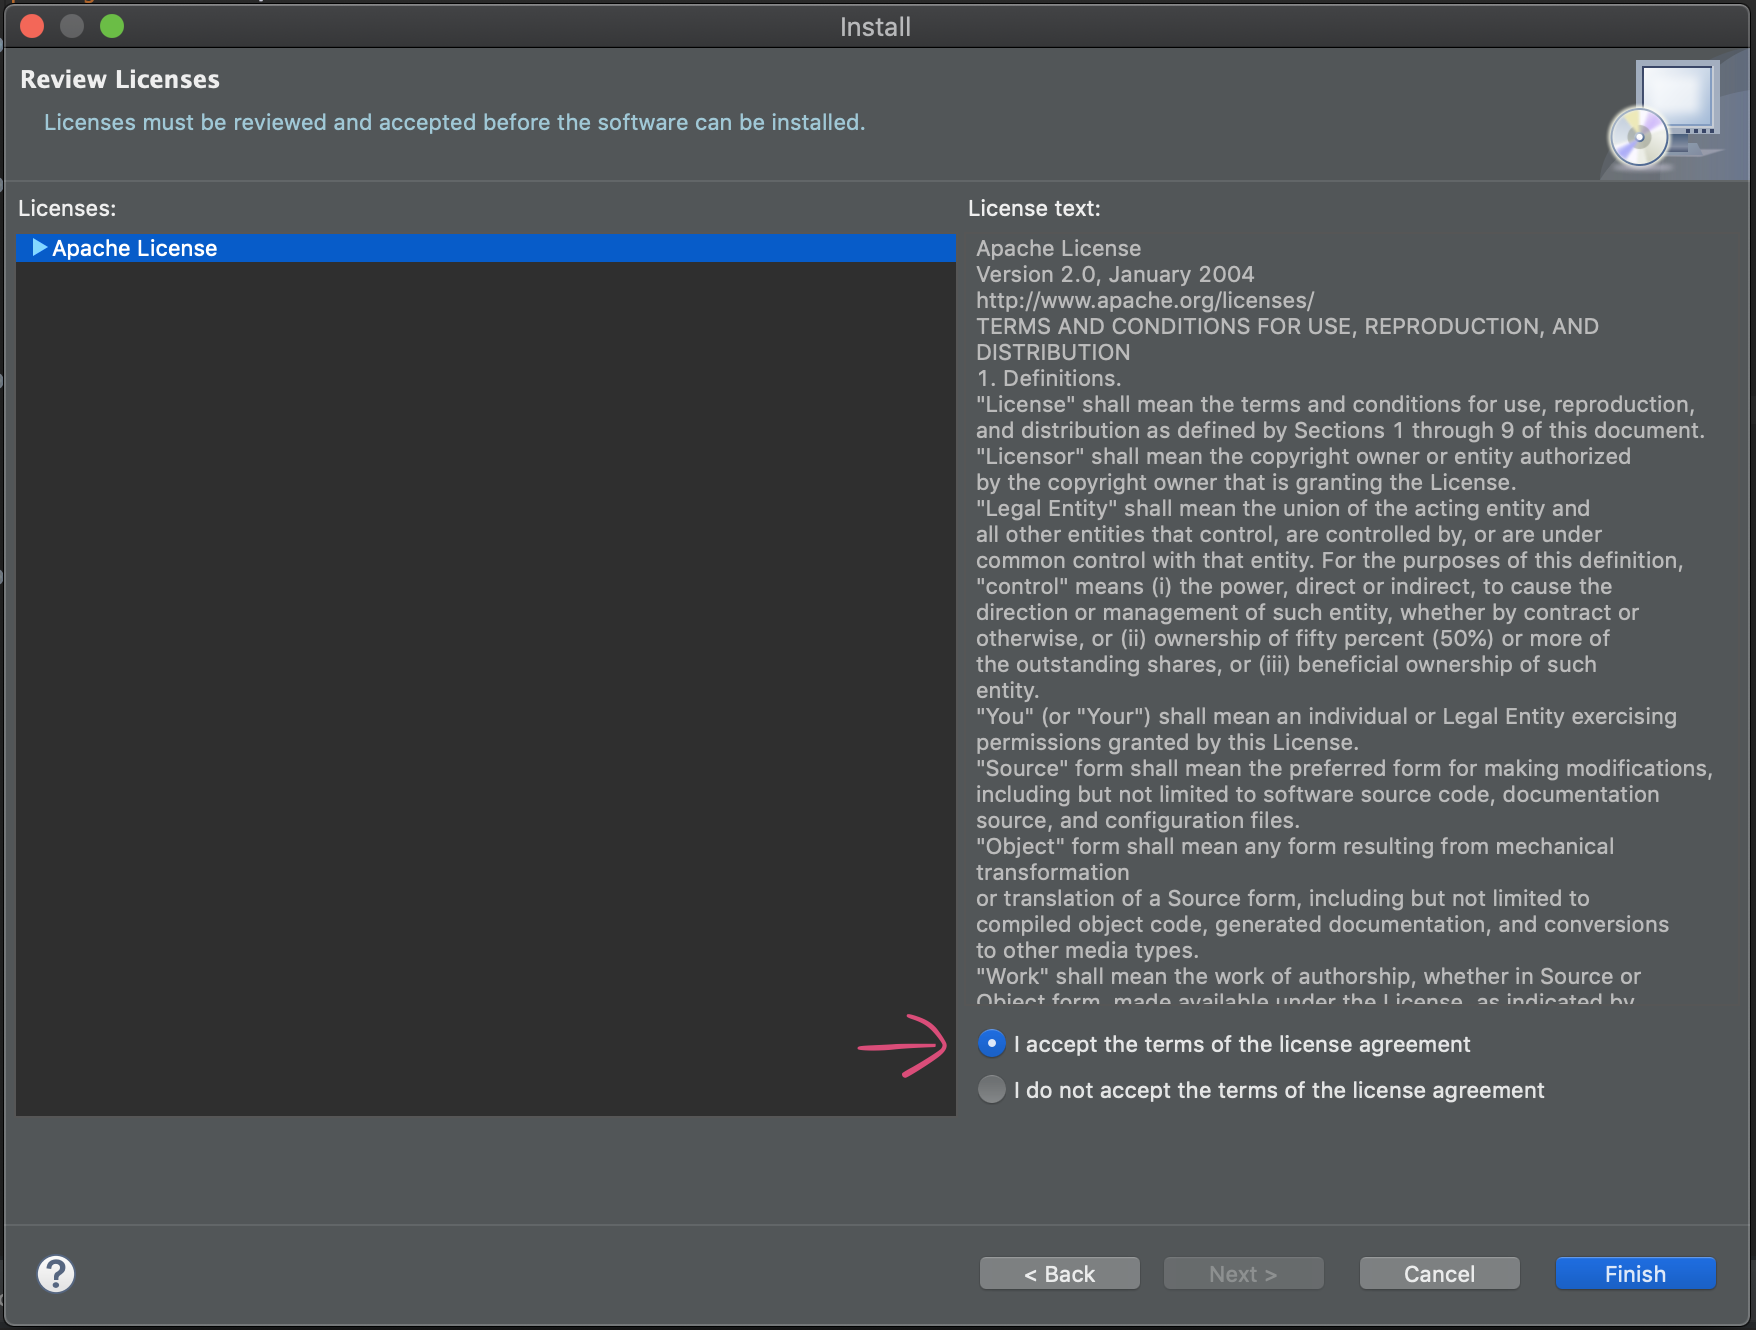 Install
Review Licenses
Licenses must be reviewed and accepted before the software can be installed.
Licenses:
Apache License
License text:
Apache License
Version 2.0, January 2004
http://www.apache.org/licenses/
TERMS AND CONDITIONS FOR USE, REPRODUCTION, AND
DISTRIBUTION
1. Definitions.
"License" shall mean the terms and conditions for use, reproduction,
and distribution as defined by Sections 1 through 9 of this document.
"Licensor" shall mean the copyright owner or entity authorized
by the copyright owner that is granting the License.
"Legal Entity" shall mean the union of the acting entity and
all other entities that control, are controlled by, or are under
common control with that entity. For the purposes of this definition,
"control" means (i) the power, direct or indirect, to cause the
direction or management of such entity, whether by contract or
otherwise, or (ii) ownership of fifty percent (50%) or more of
the outstanding shares, or (iii) beneficial ownership of such
entity.
"You" (or "Your") shall mean an individual or Legal Entity exercising
permissions granted by this License.
"Source" form shall mean the preferred form for making modifications,
including but not limited to software source code, documentation
source, and configuration files.
"Object" form shall mean any form resulting from mechanical
transformation
or translation of a Source form, including but not limited to
compiled object code, generated documentation, and conversions
to other media types.
"Work" shall mean the work of authorship, whether in Source or
Object form, made available under the License, as indicated by
I accept the terms of the license agreement
I do not accept the terms of the license agreement
?
< Back
Next >
Cancel
Finish